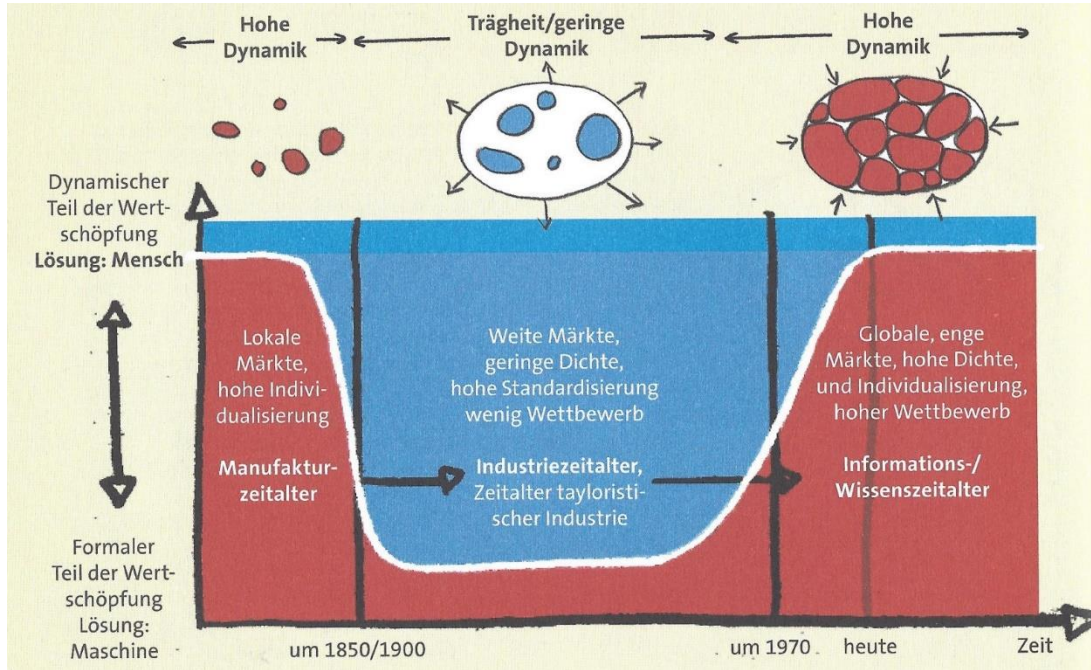 Hohe
Dynamik
Trägheit/geringe
Dynamik
Hohe
Dynamik
Dynamischer
Teil der Wert-
schöpfung
Lösung: Mensch
Formaler
Teil der Wert-
schöpfung
Lösung:
Maschine
Lokale
Märkte,
hohe Indivi-
dualisierung
Manufaktur-
zeitalter
Weite Märkte,
geringe Dichte,
hohe Standardisierung
wenig Wettbewerb
Industriezeitalter,
Zeitalter tayloristi-
scher Industrie
Globale, enge
Märkte, hohe Dichte,
und Individualisierung,
hoher Wettbewerb
Informations-/
Wissenszeitalter
um 1850/1900
um 1970
heute
Zeit